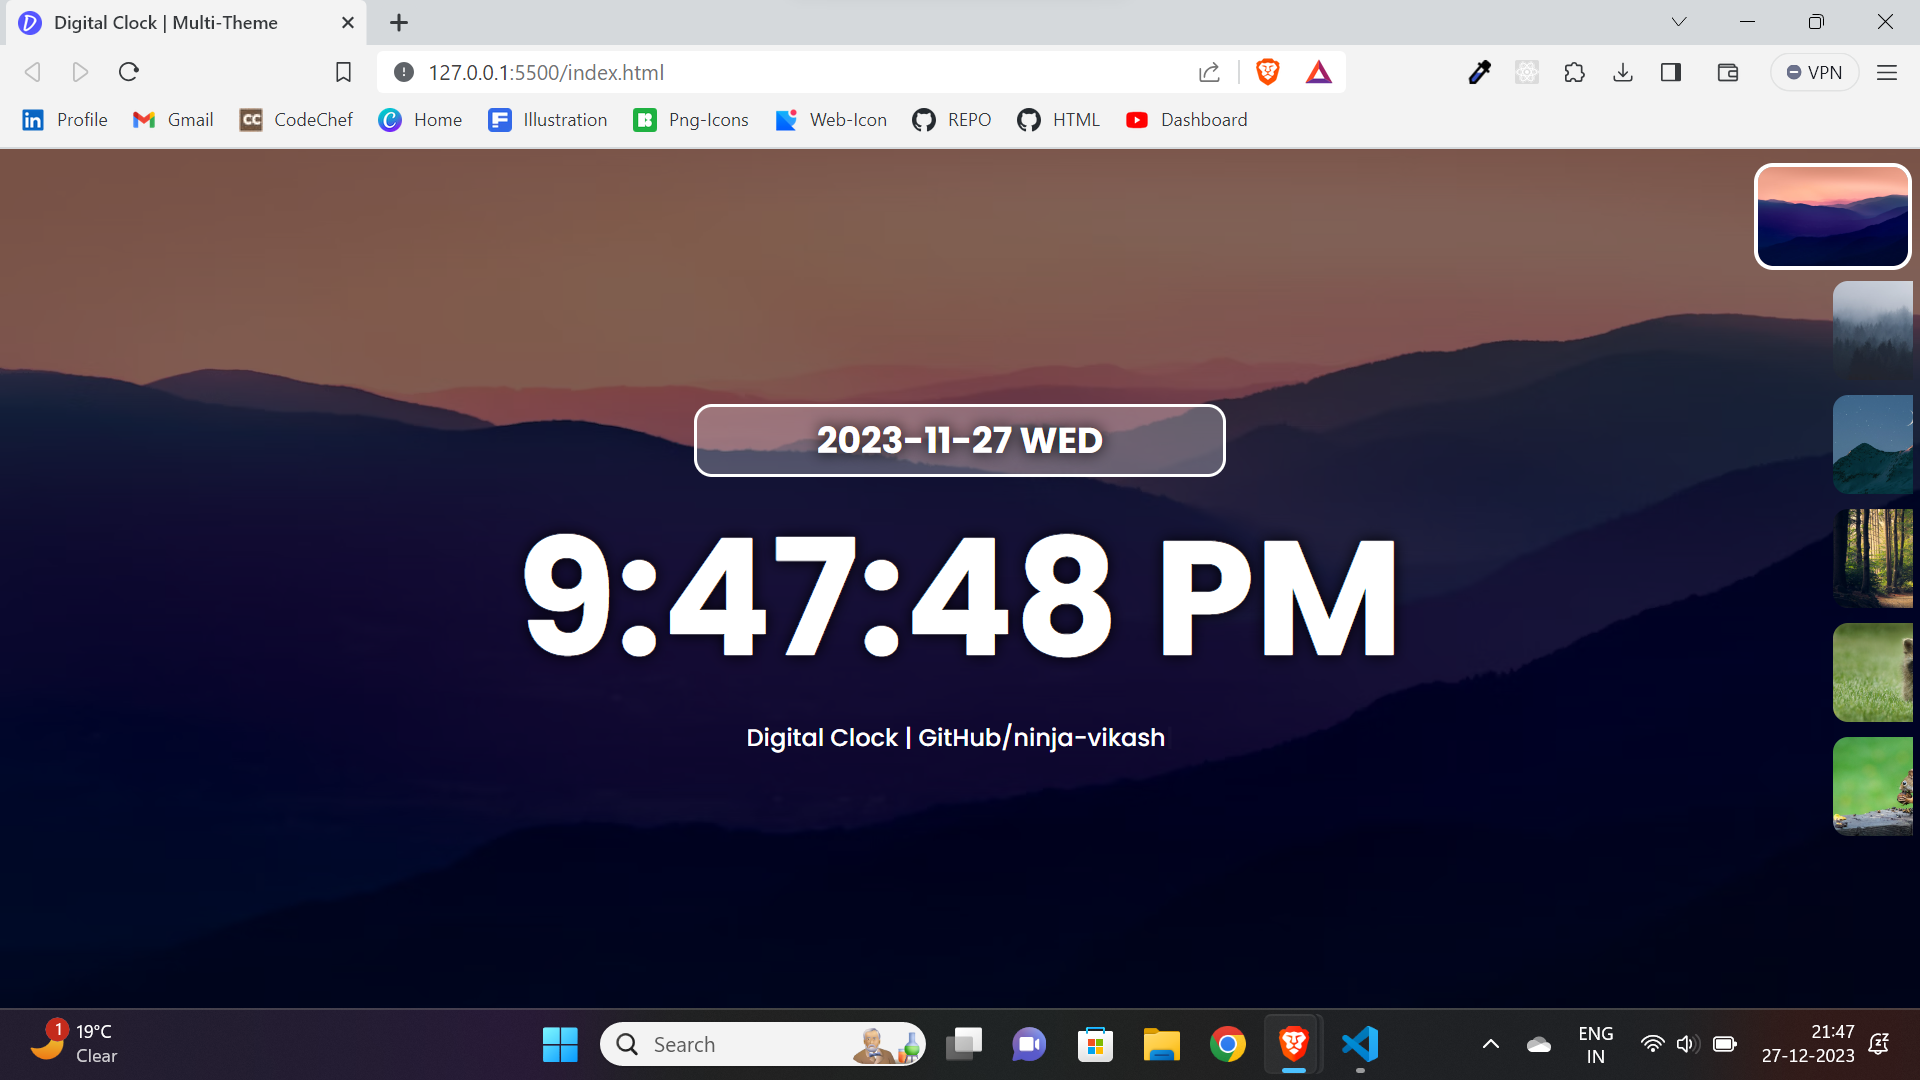 Digital Clock | Multi-Theme
127.0.0.1:5500/index.html
VPN
Profile
Gmail
CC
CodeChef
Home
Illustration
Png-Icons
Web-Icon
REPO
HTML
Dashboard
2023-11-27 WED
9:47:48 PM
Digital Clock | GitHub/ninja-vikash
1
19°C
Clear
Search
ENG
IN
21:47
27-12-2023